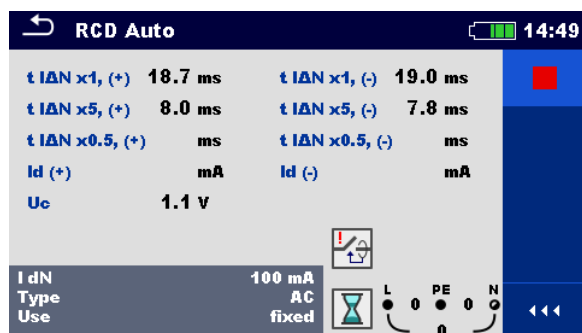 RCD Auto 14:49
t IΔN x1, (+) 18.7 ms t IΔN x1, (-) 19.0 ms
t IΔN x5, (+) 8.0 ms t IΔN x5, (-) 7.8 ms
t IΔN x0.5, (+) ms t IΔN x0.5, (-) ms
Id (+) mA Id (-) mA
Uc 1.1 V
!
I dN 100 mA
Type AC
Use fixed
L PE N
0 0
0